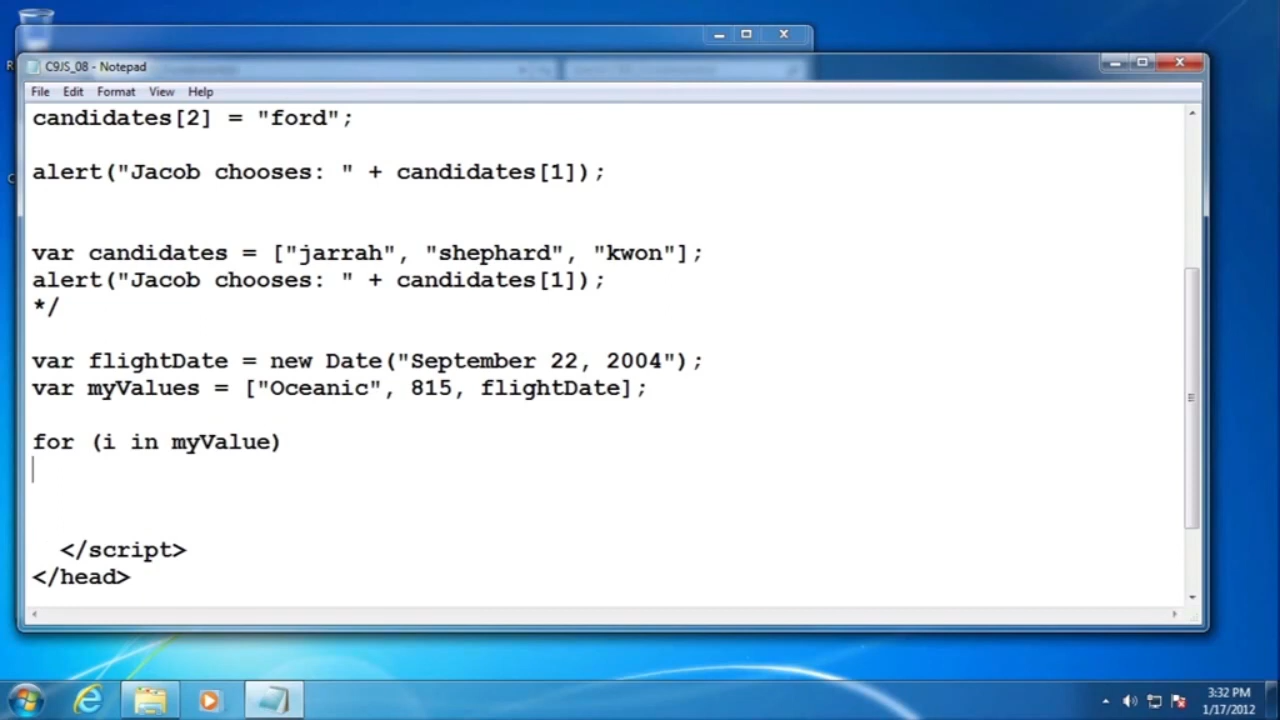 R
C9JS_08 - Notepad
File Edit Format View Help
candidates[2] = "ford";
alert("Jacob chooses: " + candidates[1]);
var candidates = ["jarrah", "shephard", "kwon"];
alert("Jacob chooses: " + candidates[1]);
*/
var flightDate = new Date("September 22, 2004");
var myValues = ["Oceanic", 815, flightDate];
for (i in myValue)
</script>
</head>
3:32 PM
1/17/2012